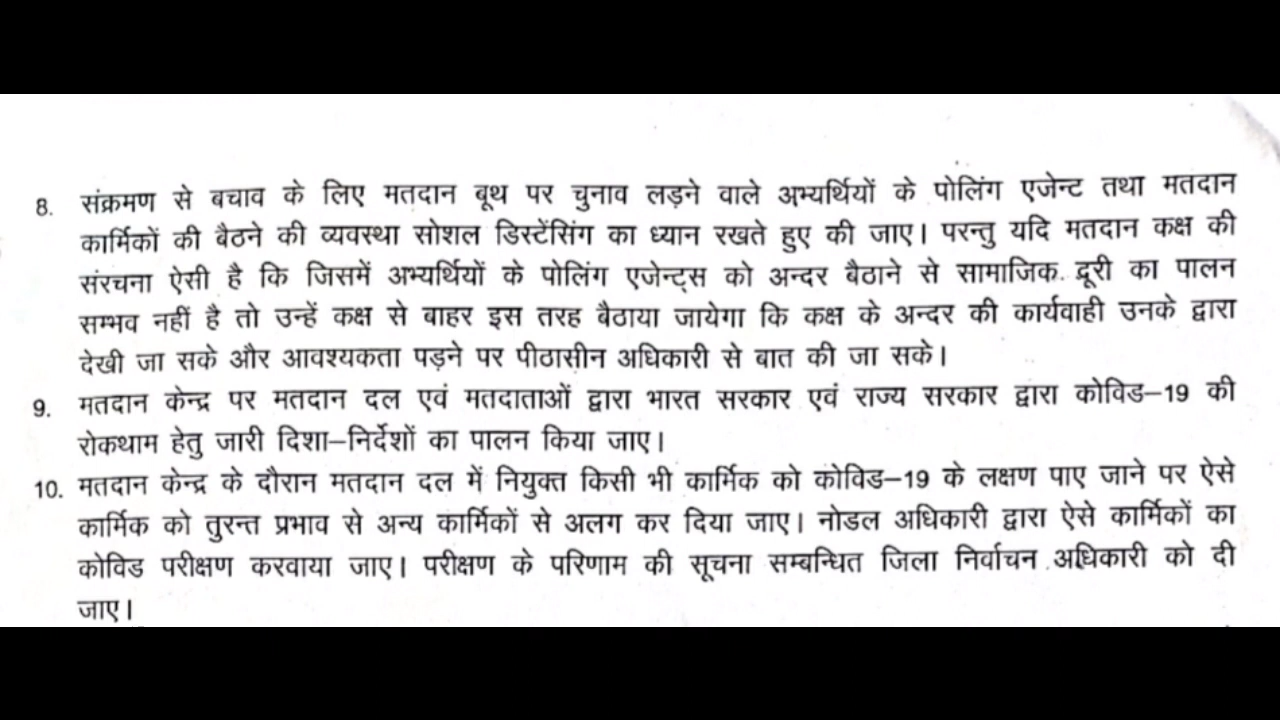 8. संक्रमण से बचाव के लिए मतदान बूथ पर चुनाव लड़ने वाले अभ्यर्थियों के पोलिंग एजेन्ट तथा मतदान
कार्मिकों की बैठने की व्यवस्था सोशल डिस्टेंसिंग का ध्यान रखते हुए की जाए। परन्तु यदि मतदान कक्ष की
संरचना ऐसी है कि जिसमें अभ्यर्थियों के पोलिंग एजेन्ट्स को अन्दर बैठाने से सामाजिक दूरी का पालन
सम्भव नहीं है तो उन्हें कक्ष से बाहर इस तरह बैठाया जायेगा कि कक्ष के अन्दर की कार्यवाही उनके द्वारा
देखी जा सके और आवश्यकता पड़ने पर पीठासीन अधिकारी से बात की जा सके।
9. मतदान केन्द्र पर मतदान दल एवं मतदाताओं द्वारा भारत सरकार एवं राज्य सरकार द्वारा कोविड–19 की
रोकथाम हेतु जारी दिशा–निर्देशों का पालन किया जाए।
10. मतदान केन्द्र के दौरान मतदान दल में नियुक्त किसी भी कार्मिक को कोविड–19 के लक्षण पाए जाने पर ऐसे
कार्मिक को तुरन्त प्रभाव से अन्य कार्मिकों से अलग कर दिया जाए। नोडल अधिकारी द्वारा ऐसे कार्मिकों का
कोविड परीक्षण करवाया जाए। परीक्षण के परिणाम की सूचना सम्बन्धित जिला निर्वाचन अधिकारी को दी
जाए।